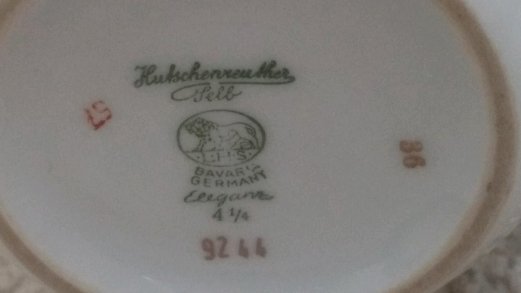 Hutschenreuther
Selb
L·H·S·
BAVARIA
GERMANY
Elegance
4 1/4
36
9244